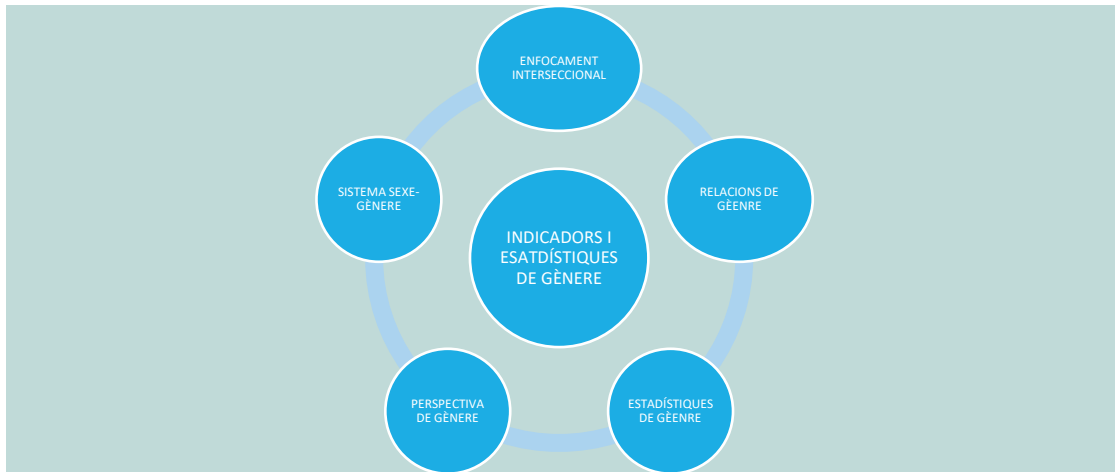 ENFOCAMENT
INTERSECCIONAL
SISTEMA SEXE-
GÈNERE
RELACIONS DE
GÈENRE
INDICADORS I
ESATDÍSTIQUES
DE GÈNERE
PERSPECTIVA
DE GÈNERE
ESTADÍSTIQUES
DE GÈENRE